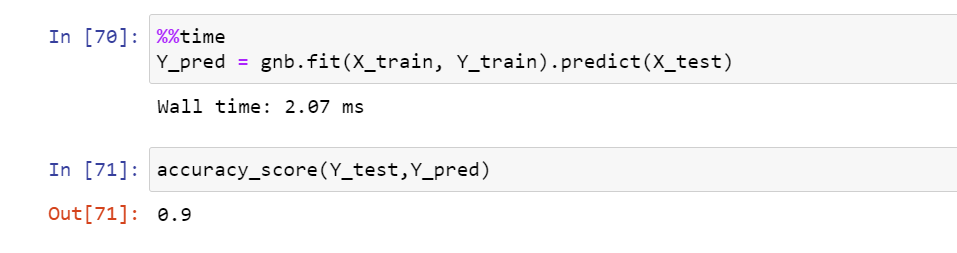 In [70]: %%time
Y_pred = gnb.fit(X_train, Y_train).predict(X_test)
Wall time: 2.07 ms
In [71]: accuracy_score(Y_test,Y_pred)
Out[71]: 0.9